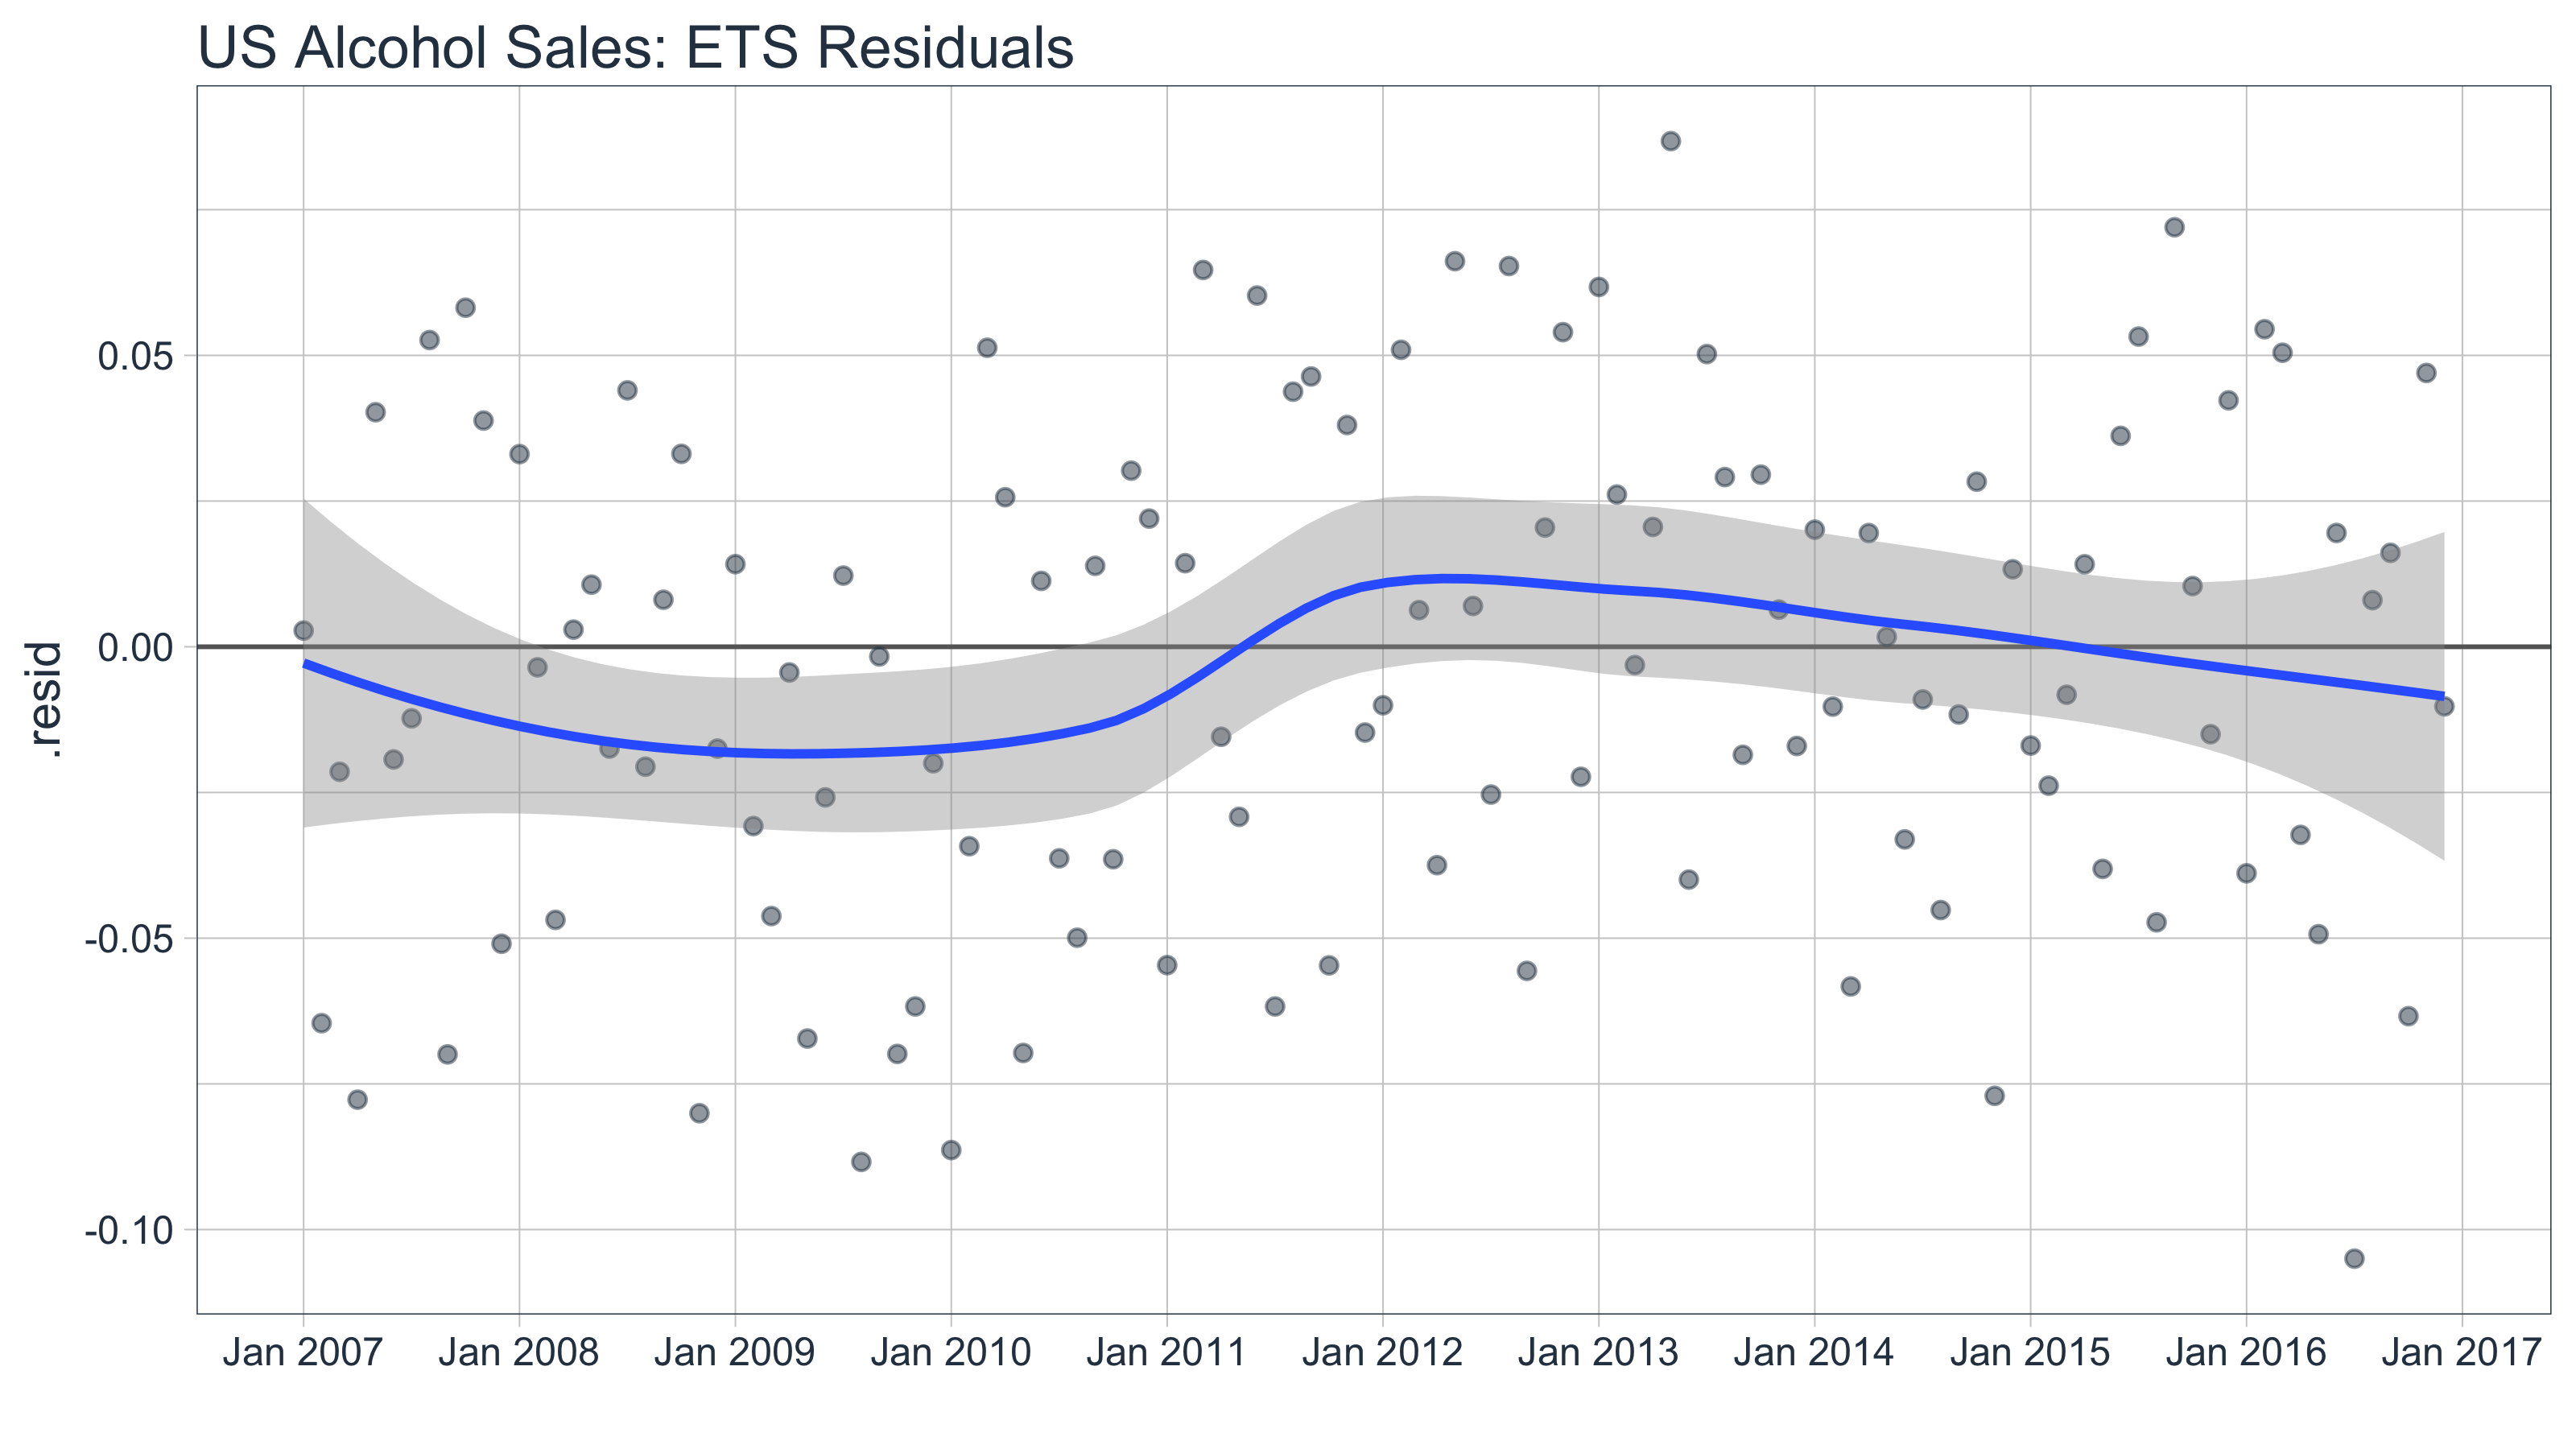 US Alcohol Sales: ETS Residuals
.resid
0.05
0.00
-0.05
-0.10
Jan 2007 Jan 2008 Jan 2009 Jan 2010 Jan 2011 Jan 2012 Jan 2013 Jan 2014 Jan 2015 Jan 2016 Jan 2017